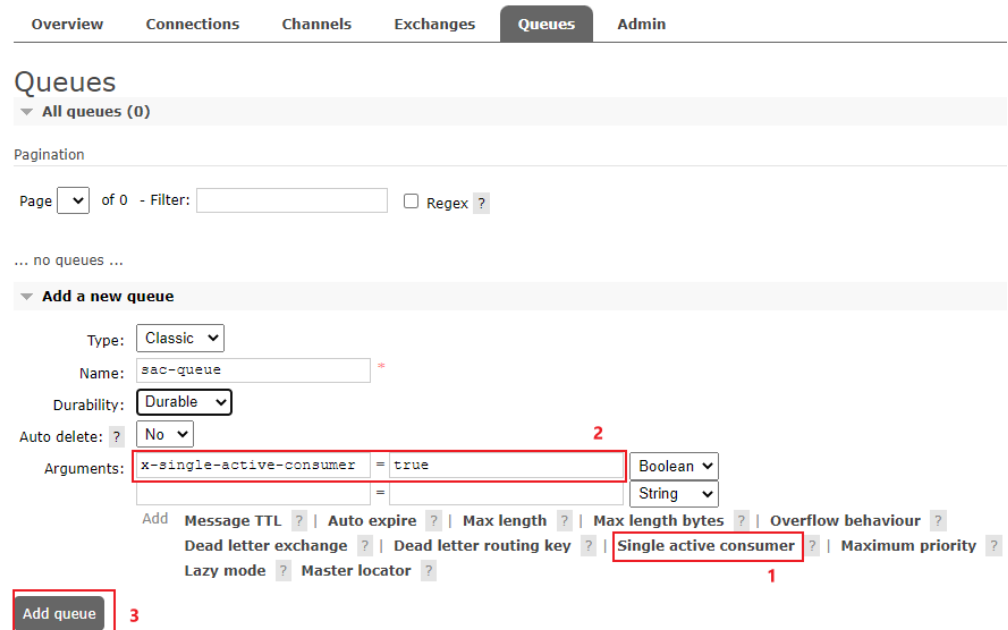 Overview Connections Channels Exchanges Queues Admin
Queues
All queues (0)
Pagination
Page of 0 - Filter: Regex ?
... no queues ...
Add a new queue
Type: Classic
Name: sac-queue *
Durability: Durable
Auto delete: ? No
2
Arguments: x-single-active-consumer = true Boolean
= String
Add Message TTL ? | Auto expire ? | Max length ? | Max length bytes ? | Overflow behaviour ?
Dead letter exchange ? | Dead letter routing key ? | Single active consumer ? | Maximum priority ?
Lazy mode ? Master locator ?
1
Add queue 3